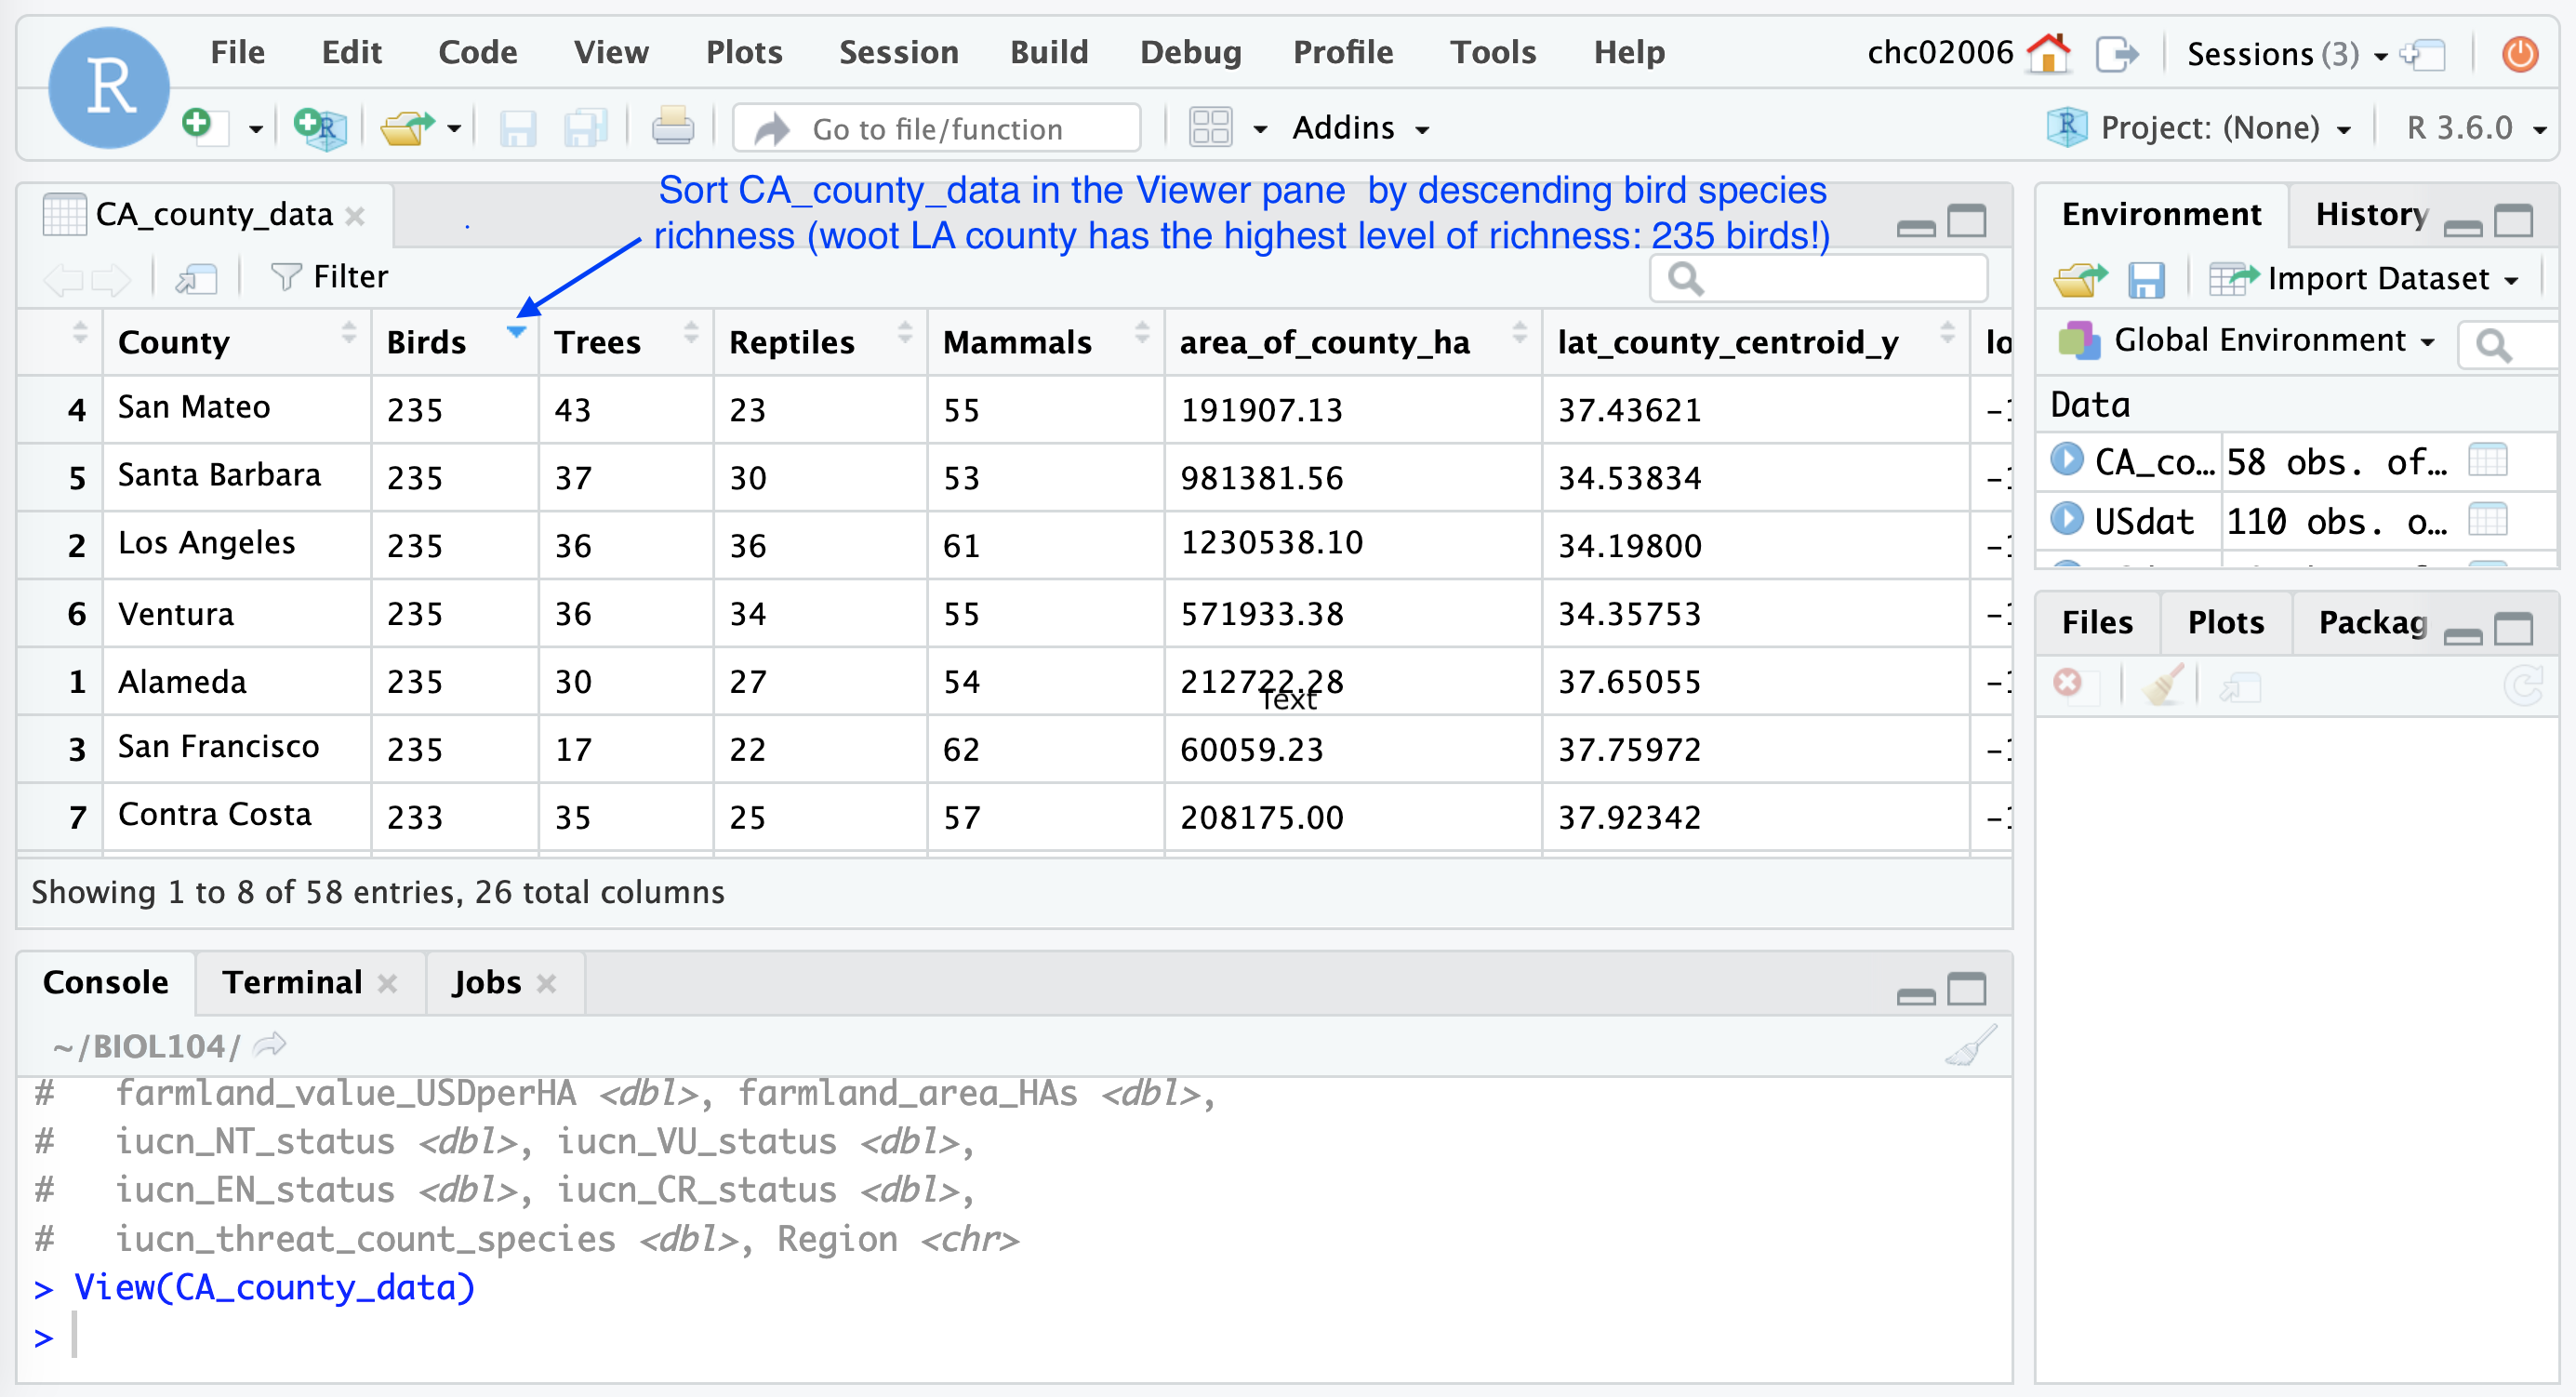 R File Edit Code View Plots Session Build Debug Profile Tools Help chc02006 Sessions (3)
R Go to file/function Addins R Project: (None) R 3.6.0
Sort CA_county_data in the Viewer pane by descending bird species
richness (woot LA county has the highest level of richness: 235 birds!)
CA_county_data
Filter
County Birds Trees Reptiles Mammals area_of_county_ha lat_county_centroid_y lo
4 San Mateo 235 43 23 55 191907.13 37.43621 -1
5 Santa Barbara 235 37 30 53 981381.56 34.53834 -1
2 Los Angeles 235 36 36 61 1230538.10 34.19800 -1
6 Ventura 235 36 34 55 571933.38 34.35753 -1
1 Alameda 235 30 27 54 212722.28 37.65055 -1
Text
3 San Francisco 235 17 22 62 60059.23 37.75972 -1
7 Contra Costa 233 35 25 57 208175.00 37.92342 -1
Showing 1 to 8 of 58 entries, 26 total columns
Console Terminal Jobs
~/BIOL104/
# farmland_value_USDperHA <dbl>, farmland_area_HAs <dbl>,
# iucn_NT_status <dbl>, iucn_VU_status <dbl>,
# iucn_EN_status <dbl>, iucn_CR_status <dbl>,
# iucn_threat_count_species <dbl>, Region <chr>
> View(CA_county_data)
>
Environment History
Import Dataset
Global Environment
Data
CA_co… 58 obs. of…
USdat 110 obs. o…
Files Plots Packag